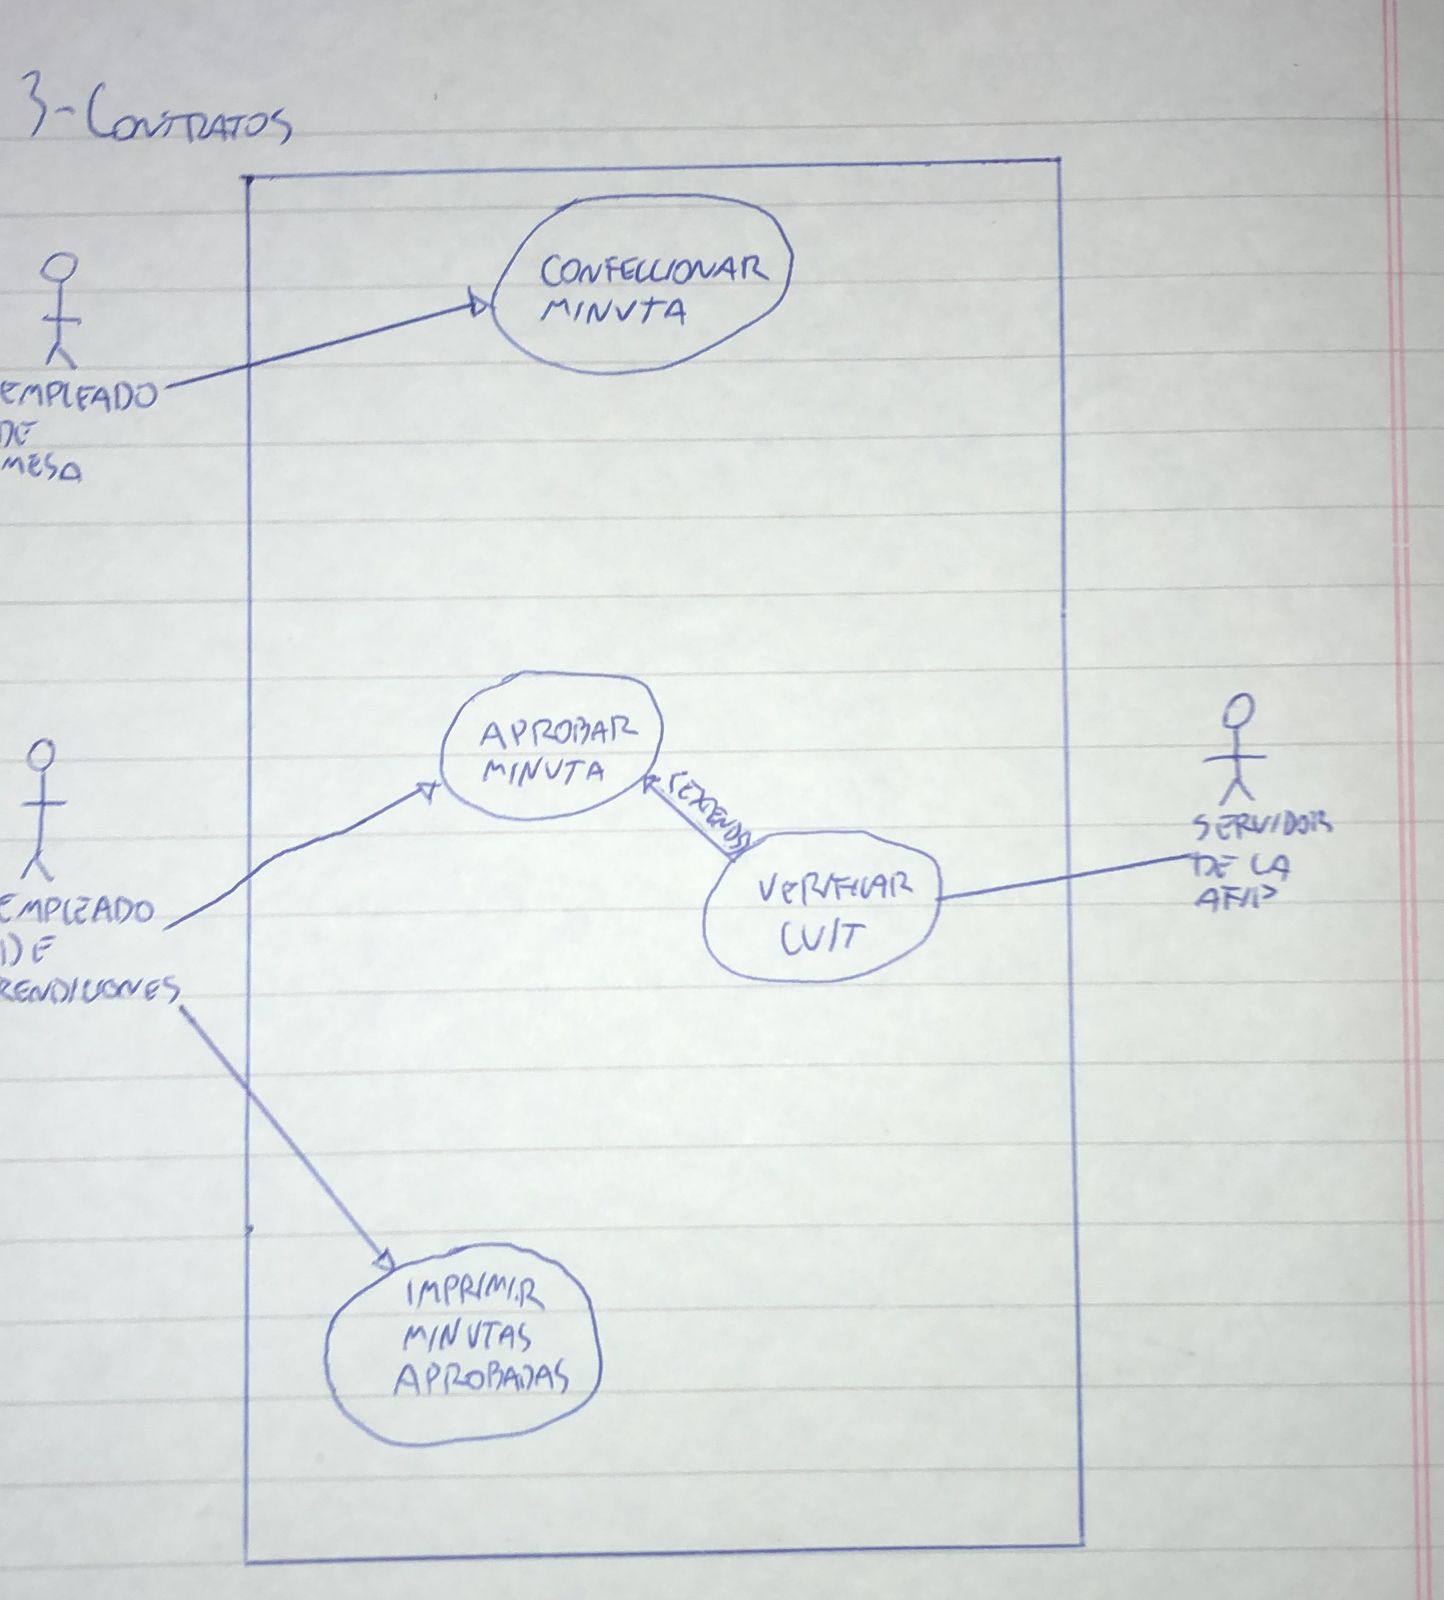 3-CONTRATOS
CONFECCIONAR
MINUTA
EMPLEADO
DE
MESA
APROBAR
MINUTA
EXTENDS
VERIFICAR
CUIT
SERVIDOR
DE LA
AFIP
EMPLEADO
DE
RENDICIONES
IMPRIMIR
MINUTAS
APROBADAS